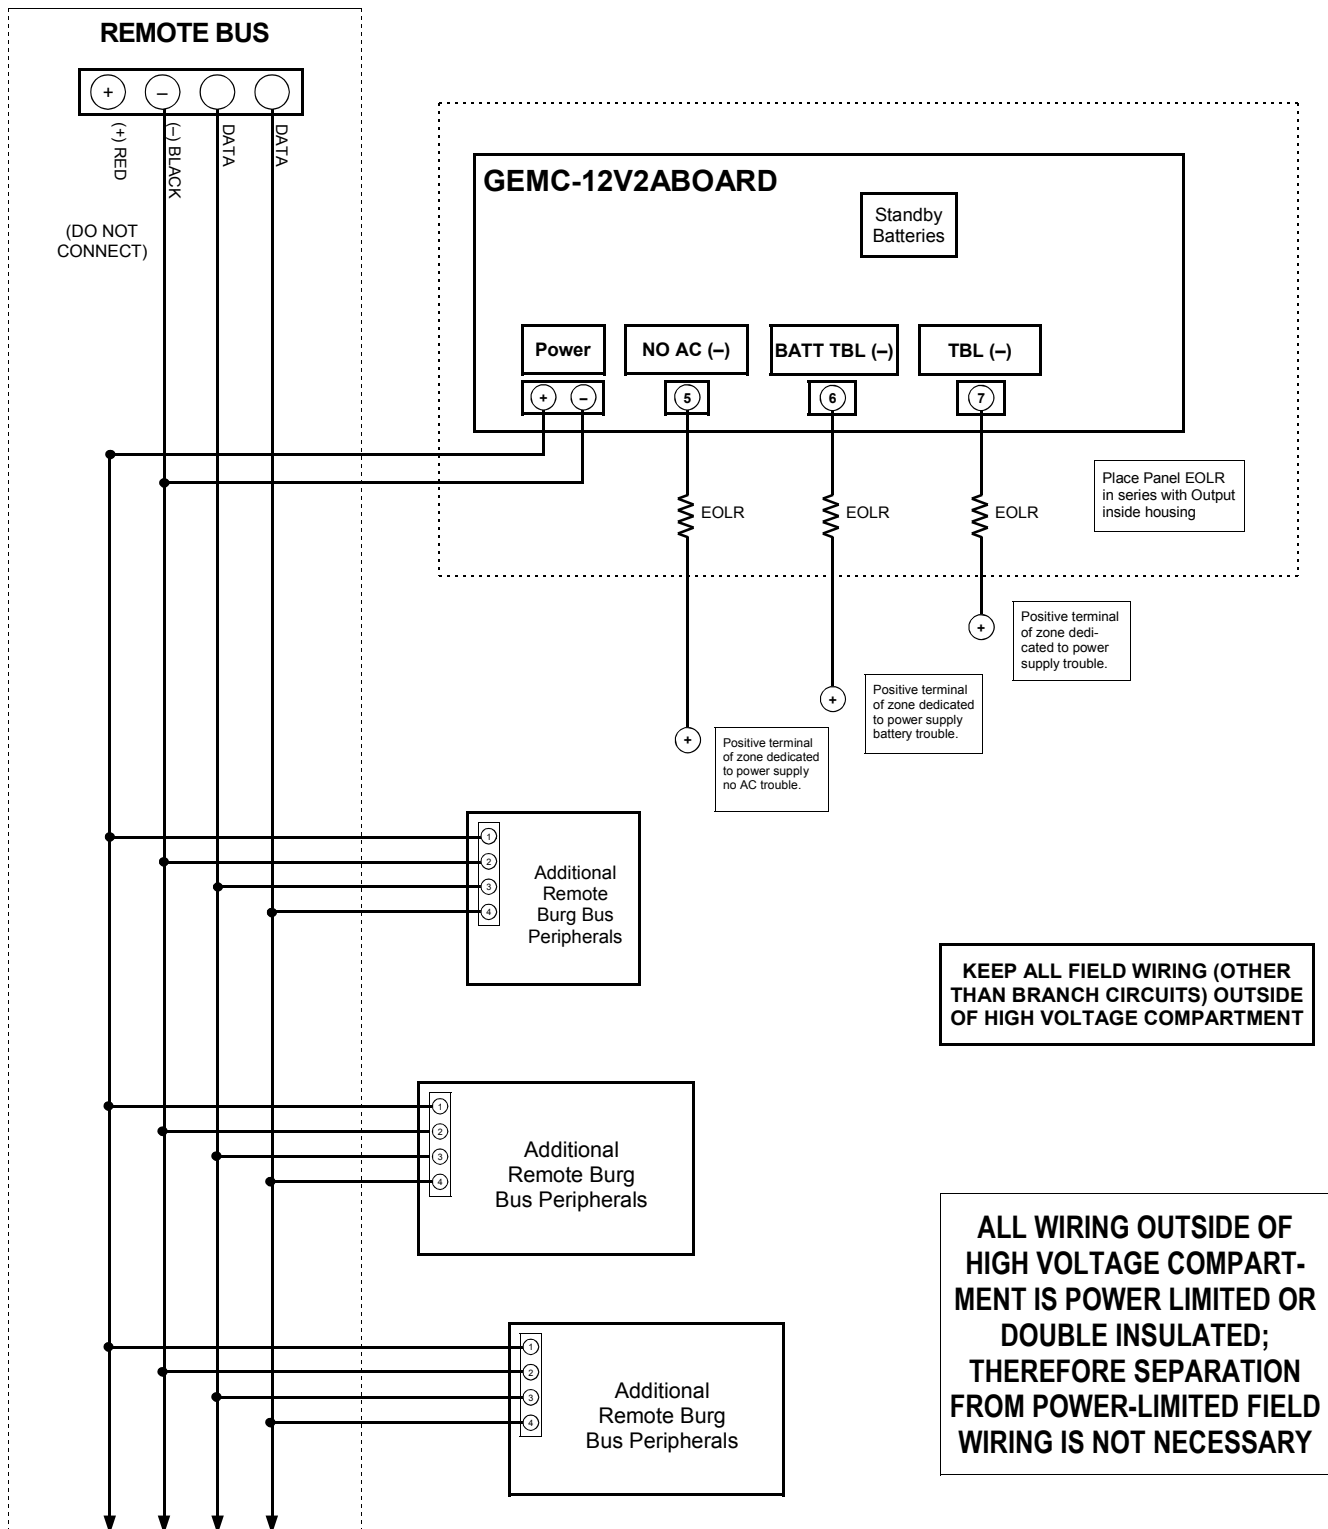 REMOTE BUS
+
–
(+) RED
(–) BLACK
DATA
DATA
(DO NOT
CONNECT)
GEMC-12V2ABOARD
Standby
Batteries
Power
NO AC (–)
BATT TBL (–)
TBL (–)
+
–
5
6
7
EOLR
EOLR
EOLR
Place Panel EOLR
in series with Output
inside housing
+
Positive terminal
of zone dedi-
cated to power
supply trouble.
+
Positive terminal
of zone dedicated
to power supply
battery trouble.
+
Positive terminal
of zone dedicated
to power supply
no AC trouble.
1
2
3
4
Additional
Remote
Burg Bus
Peripherals
KEEP ALL FIELD WIRING (OTHER
THAN BRANCH CIRCUITS) OUTSIDE
OF HIGH VOLTAGE COMPARTMENT
1
2
3
4
Additional
Remote Burg
Bus Peripherals
ALL WIRING OUTSIDE OF
HIGH VOLTAGE COMPART-
MENT IS POWER LIMITED OR
DOUBLE INSULATED;
THEREFORE SEPARATION
FROM POWER-LIMITED FIELD
WIRING IS NOT NECESSARY
1
2
3
4
Additional
Remote Burg
Bus Peripherals